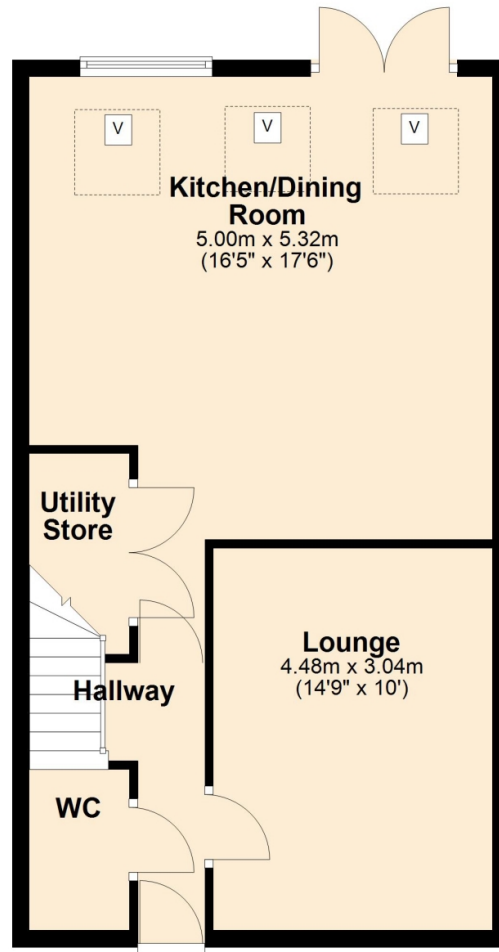 V
V
V
Kitchen/Dining
Room
5.00m x 5.32m
(16'5" x 17'6")
Utility
Store
Lounge
4.48m x 3.04m
(14'9" x 10')
Hallway
WC